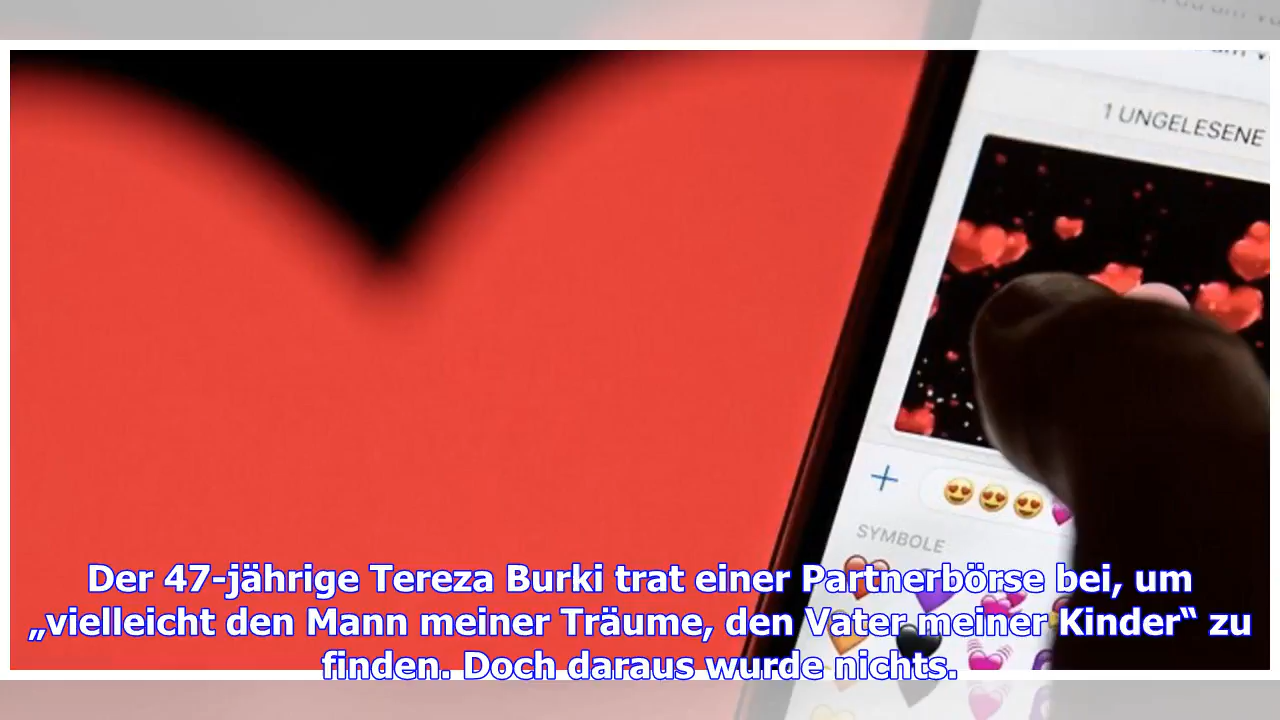 1 UNGELESENE
SYMBOLE
Der 47-jährige Tereza Burki trat einer Partnerbörse bei, um
„vielleicht den Mann meiner Träume, den Vater meiner Kinder“ zu
finden. Doch daraus wurde nichts.